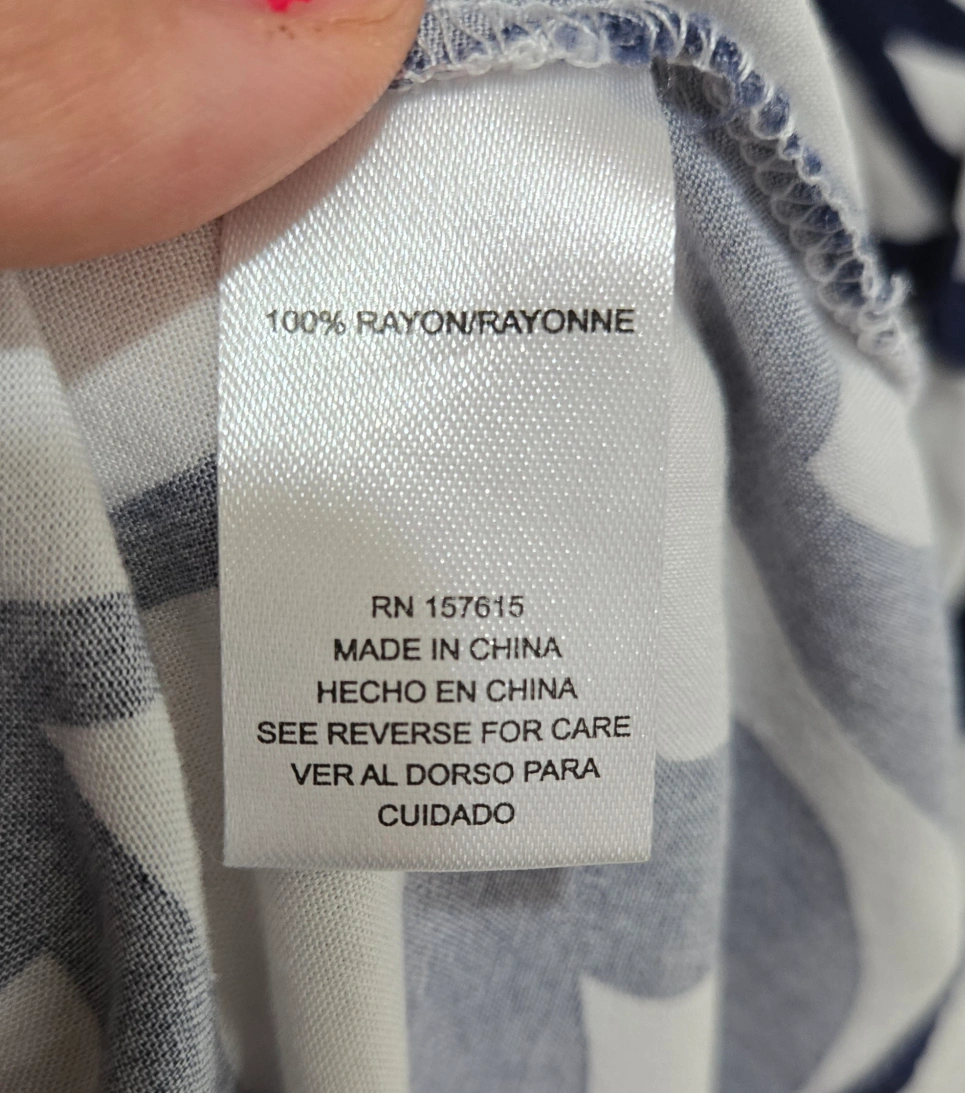 100% RAYON/RAYONNE
RN 157615
MADE IN CHINA
HECHO EN CHINA
SEE REVERSE FOR CARE
VER AL DORSO PARA
CUIDADO